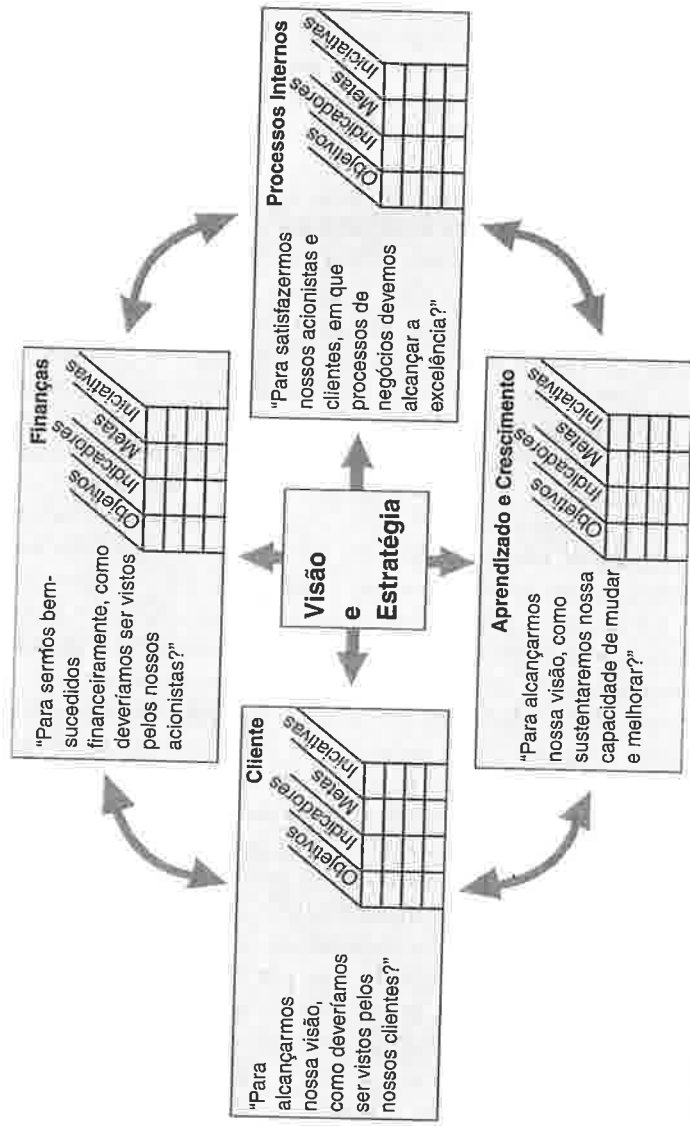 Finanças
"Para sermos bem-
sucedidos
financeiramente, como
deveríamos ser vistos
pelos nossos
acionistas?"
Objetivos
Indicadores
Metas
Iniciativas
Cliente
"Para
alcançarmos
nossa visão,
como deveríamos
ser vistos pelos
nossos clientes?"
Objetivos
Indicadores
Metas
Iniciativas
Visão
e
Estratégia
Processos Internos
"Para satisfazermos
nossos acionistas e
clientes, em que
processos de
negócios devemos
alcançar a
excelência?"
Objetivos
Indicadores
Metas
Iniciativas
Aprendizado e Crescimento
"Para alcançarmos
nossa visão, como
sustentaremos nossa
capacidade de mudar
e melhorar?"
Objetivos
Indicadores
Metas
Iniciativas